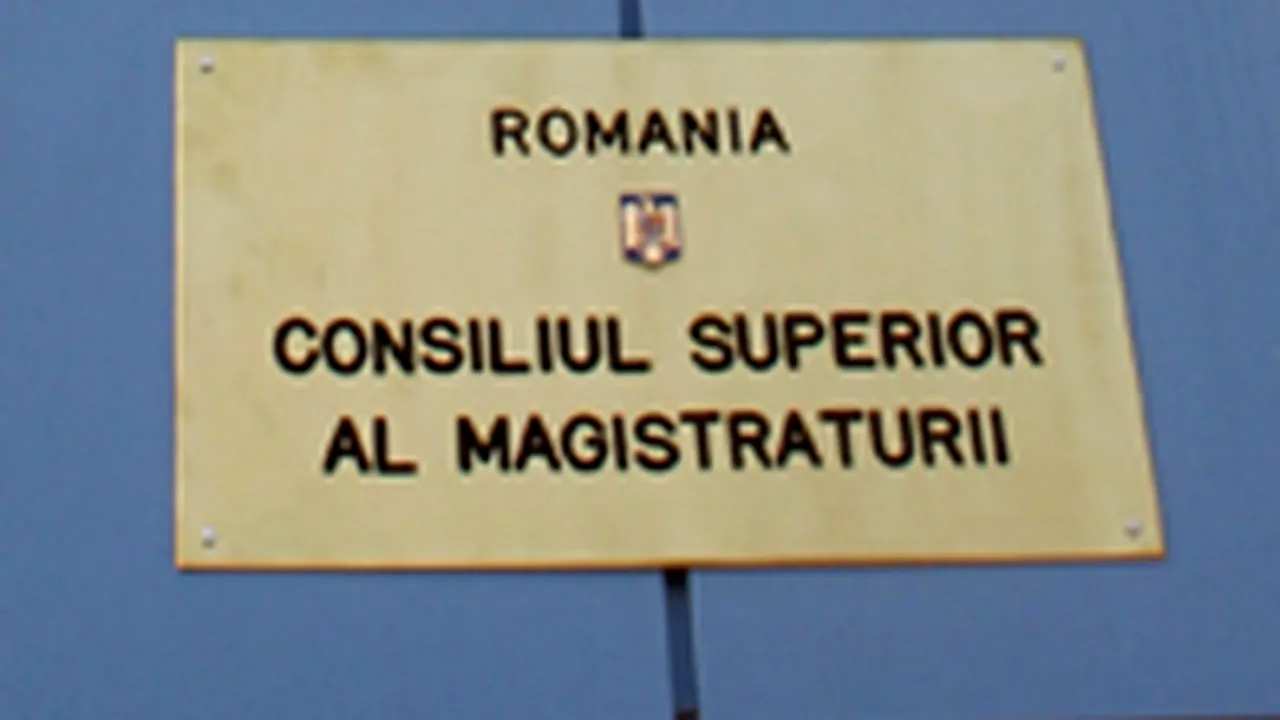 ROMANIA
CONSILIUL SUPERIOR
AL MAGISTRATURII